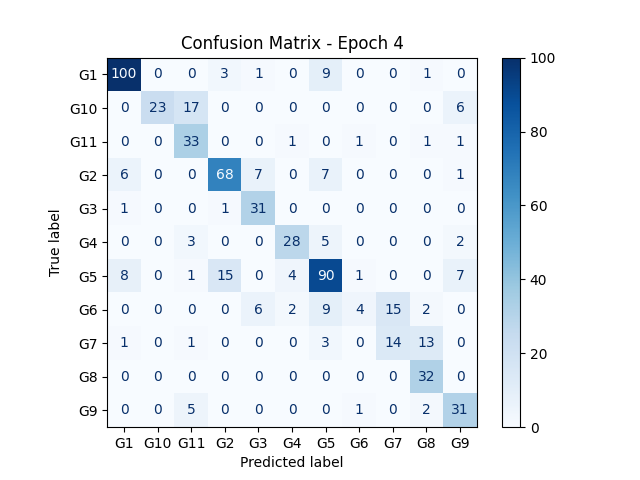 Confusion Matrix - Epoch 4
True label
G1 100 0 0 3 1 0 9 0 0 1 0
G10 0 23 17 0 0 0 0 0 0 0 6
G11 0 0 33 0 0 1 0 1 0 1 1
G2 6 0 0 68 7 0 7 0 0 0 1
G3 1 0 0 1 31 0 0 0 0 0 0
G4 0 0 3 0 0 28 5 0 0 0 2
G5 8 0 1 15 0 4 90 1 0 0 7
G6 0 0 0 0 6 2 9 4 15 2 0
G7 1 0 1 0 0 0 3 0 14 13 0
G8 0 0 0 0 0 0 0 0 0 32 0
G9 0 0 5 0 0 0 0 1 0 2 31
G1 G10 G11 G2 G3 G4 G5 G6 G7 G8 G9
Predicted label
100
80
60
40
20
0